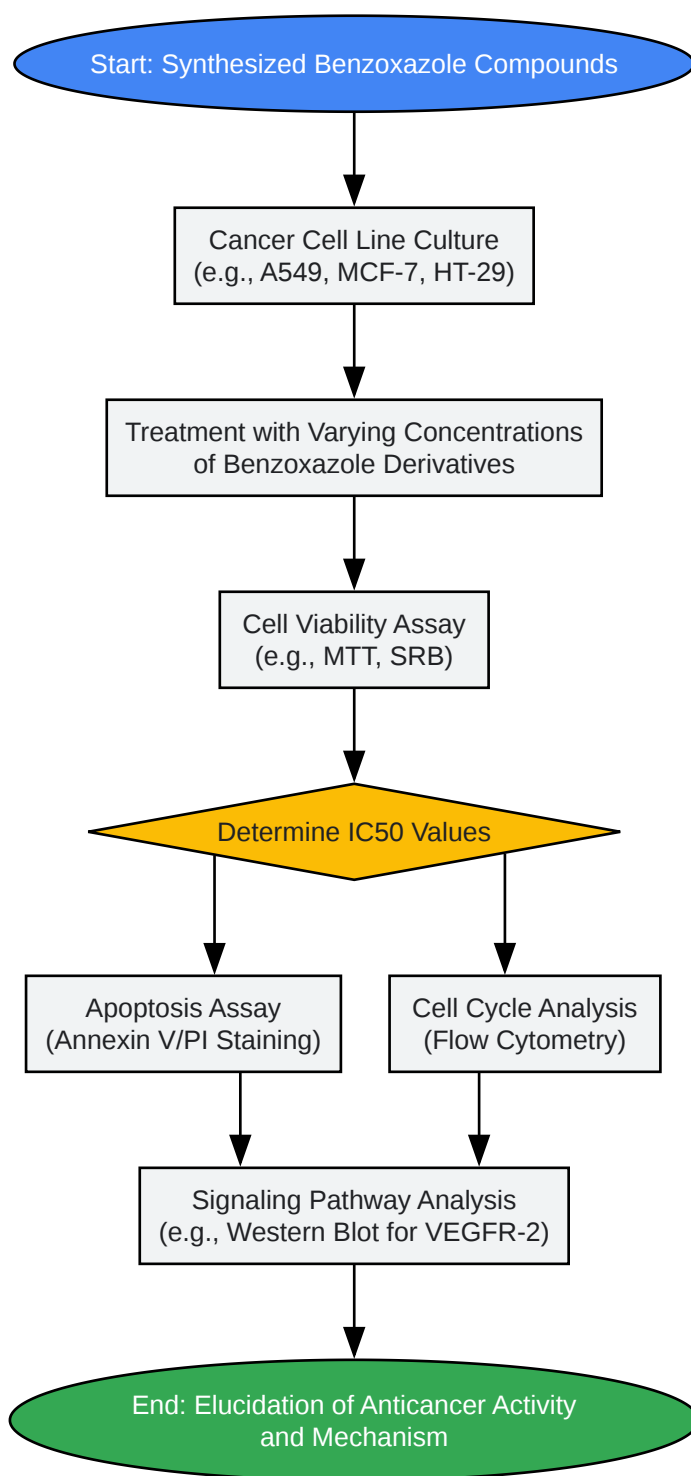 Start: Synthesized Benzoxazole Compounds
Cancer Cell Line Culture
(e.g., A549, MCF-7, HT-29)
Treatment with Varying Concentrations
of Benzoxazole Derivatives
Cell Viability Assay
(e.g., MTT, SRB)
Determine IC50 Values
Apoptosis Assay
(Annexin V/PI Staining)
Cell Cycle Analysis
(Flow Cytometry)
Signaling Pathway Analysis
(e.g., Western Blot for VEGFR-2)
End: Elucidation of Anticancer Activity
and Mechanism